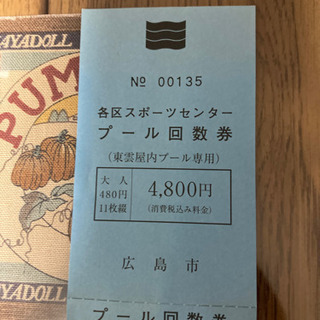 AYADOLL
PUM
YADOLL
№ 00135
各区スポーツセンター
プール回数券
(東雲屋内プール専用)
大人
480円
11枚綴
4,800円
(消費税込み料金)
広島市
プール回数券